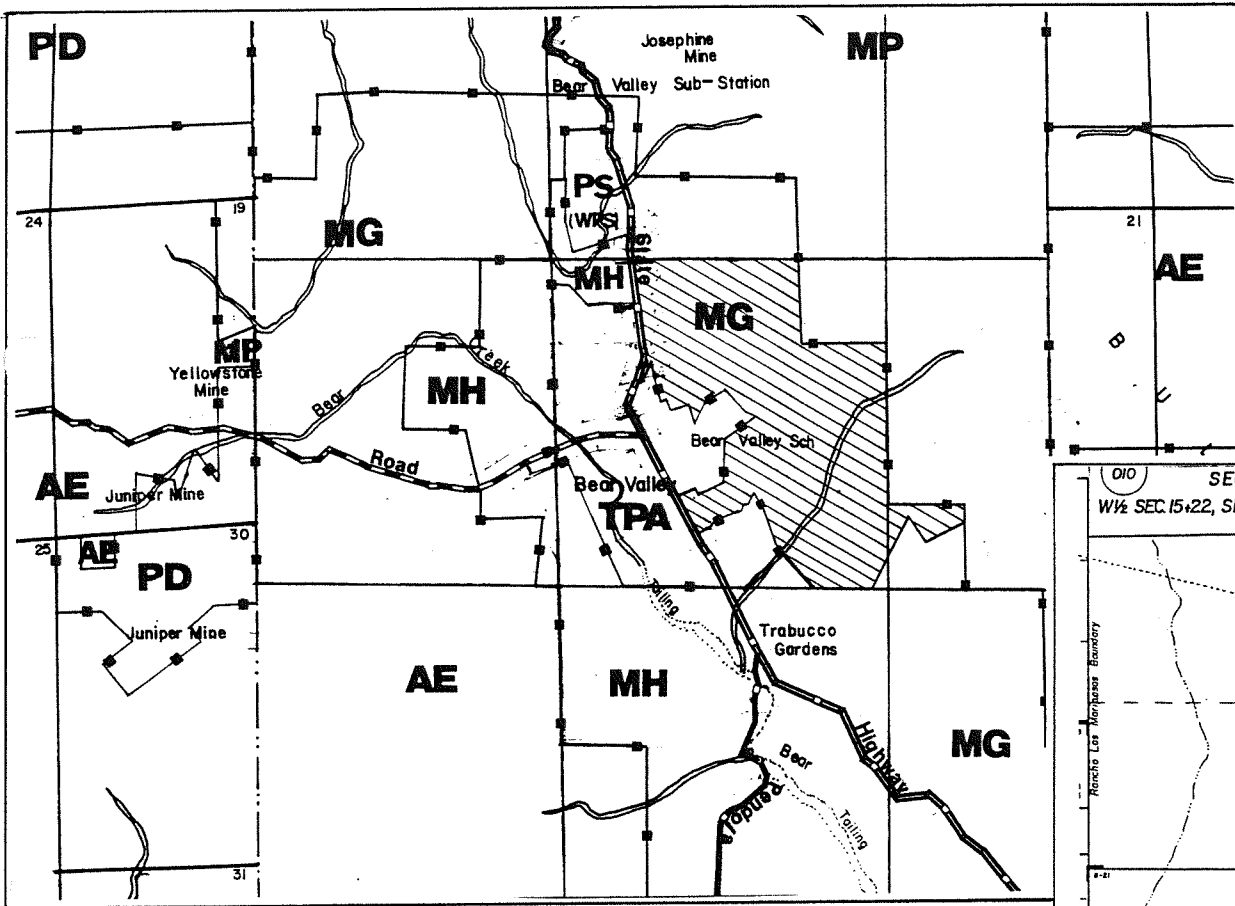 PD
Josephine
Mine
MP
Bear Valley Sub-Station
PS
(WPS)
24
19
21
MG
AE
MH
State
MG
B
U
MP
Yellowstone
Mine
Creek
Bear
MH
Bear Valley Sch
Road
AE
Juniper Mine
Bear Valley
TPA
010
W½ SEC. 15+22,
25
30
AE
PD
Tailing
Juniper Mine
Trabucco
Gardens
Rancho Las Mariposas Boundary
AE
MH
Highway
MG
Bear
Pendola
Tailing
31